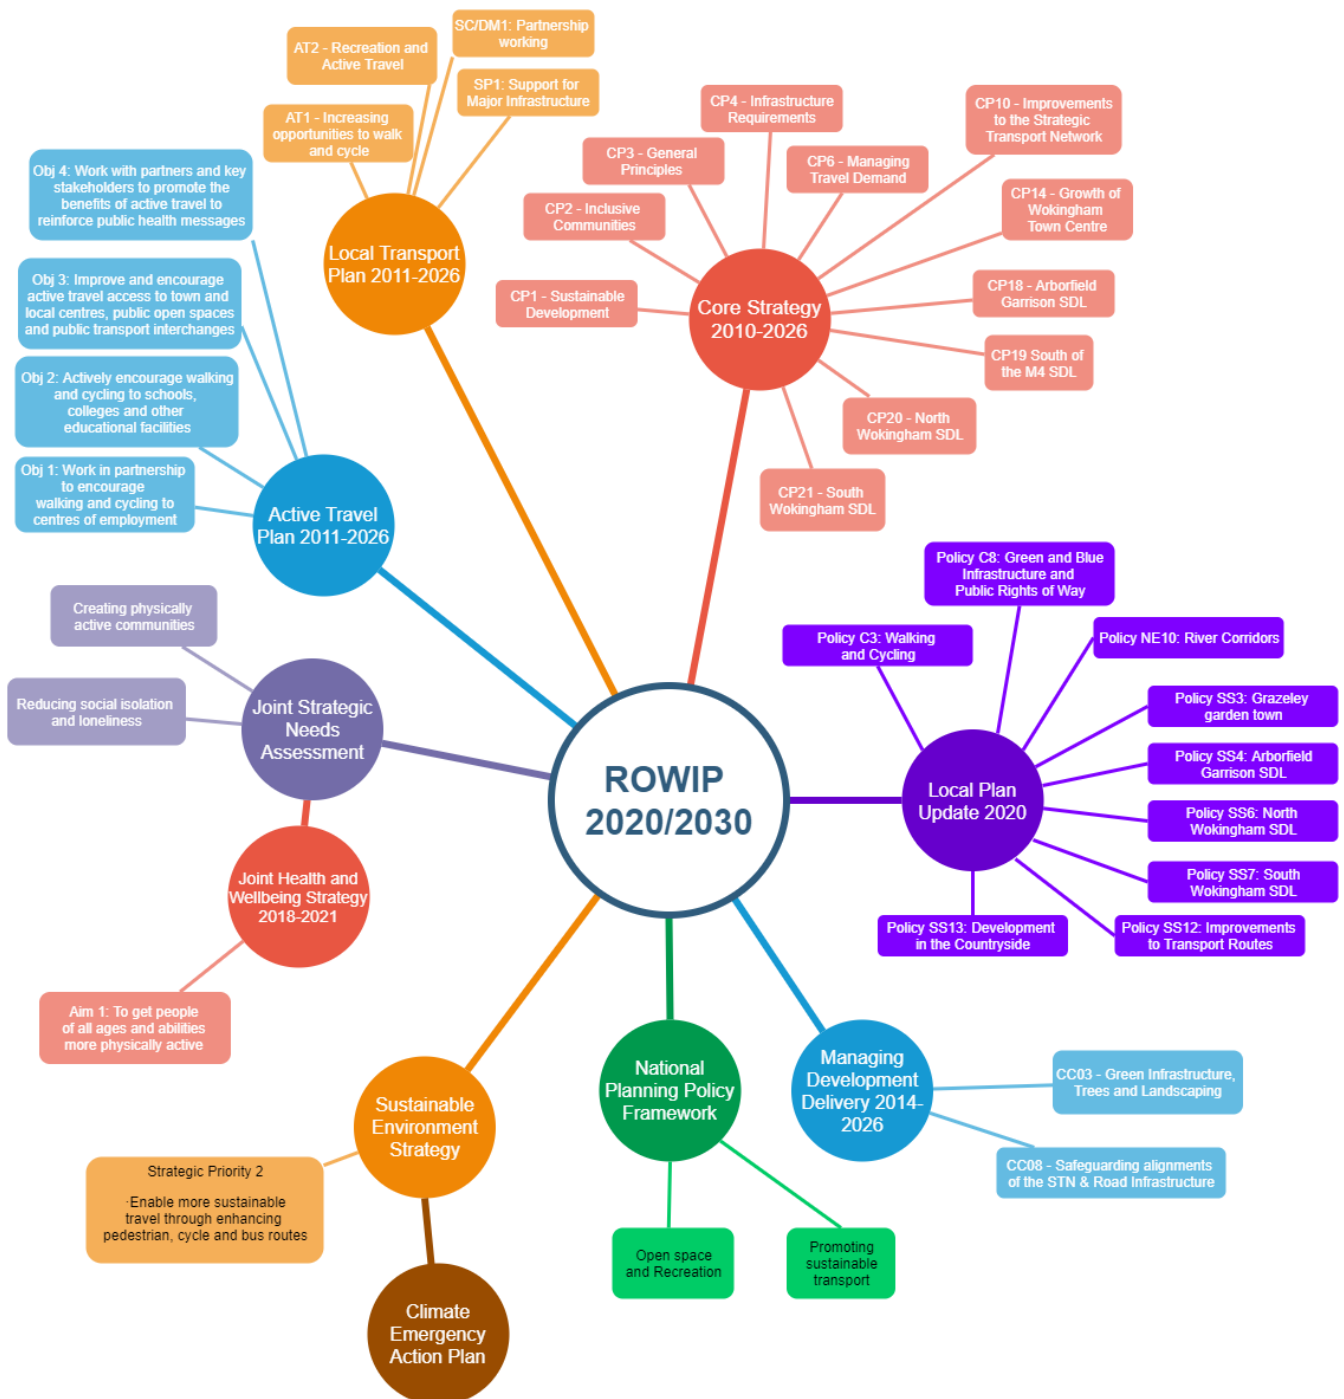 SC/DM1: Partnership
working
AT2 - Recreation and
Active Travel
SP1: Support for
Major Infrastructure
AT1 - Increasing
opportunities to walk
and cycle
Local Transport
Plan 2011-2026
Obj 4: Work with partners and key
stakeholders to promote the
benefits of active travel to
reinforce public health messages
Obj 3: Improve and encourage
active travel access to town and
local centres, public open spaces
and public transport interchanges
Obj 2: Actively encourage walking
and cycling to schools,
colleges and other
educational facilities
Obj 1: Work in partnership
to encourage
walking and cycling to
centres of employment
Active Travel
Plan 2011-2026
CP4 - Infrastructure
Requirements
CP10 - Improvements
to the Strategic
Transport Network
CP3 - General
Principles
CP6 - Managing
Travel Demand
CP2 - Inclusive
Communities
CP14 - Growth of
Wokingham
Town Centre
CP1 - Sustainable
Development
CP18 - Arborfield
Garrison SDL
Core Strategy
2010-2026
CP19 South of
the M4 SDL
CP20 - North
Wokingham SDL
CP21 - South
Wokingham SDL
Creating physically
active communities
Reducing social isolation
and loneliness
Joint Strategic
Needs
Assessment
Joint Health and
Wellbeing Strategy
2018-2021
Aim 1: To get people
of all ages and abilities
more physically active
ROWIP
2020/2030
Policy C8: Green and Blue
Infrastructure and
Public Rights of Way
Policy C3: Walking
and Cycling
Policy NE10: River Corridors
Policy SS3: Grazeley
garden town
Policy SS4: Arborfield
Garrison SDL
Local Plan
Update 2020
Policy SS6: North
Wokingham SDL
Policy SS7: South
Wokingham SDL
Policy SS13: Development
in the Countryside
Policy SS12: Improvements
to Transport Routes
Sustainable
Environment
Strategy
Strategic Priority 2
·Enable more sustainable
travel through enhancing
pedestrian, cycle and bus routes
Climate
Emergency
Action Plan
National
Planning Policy
Framework
Open space
and Recreation
Promoting
sustainable
transport
Managing
Development
Delivery 2014-
2026
CC03 - Green Infrastructure,
Trees and Landscaping
CC08 - Safeguarding alignments
of the STN & Road Infrastructure